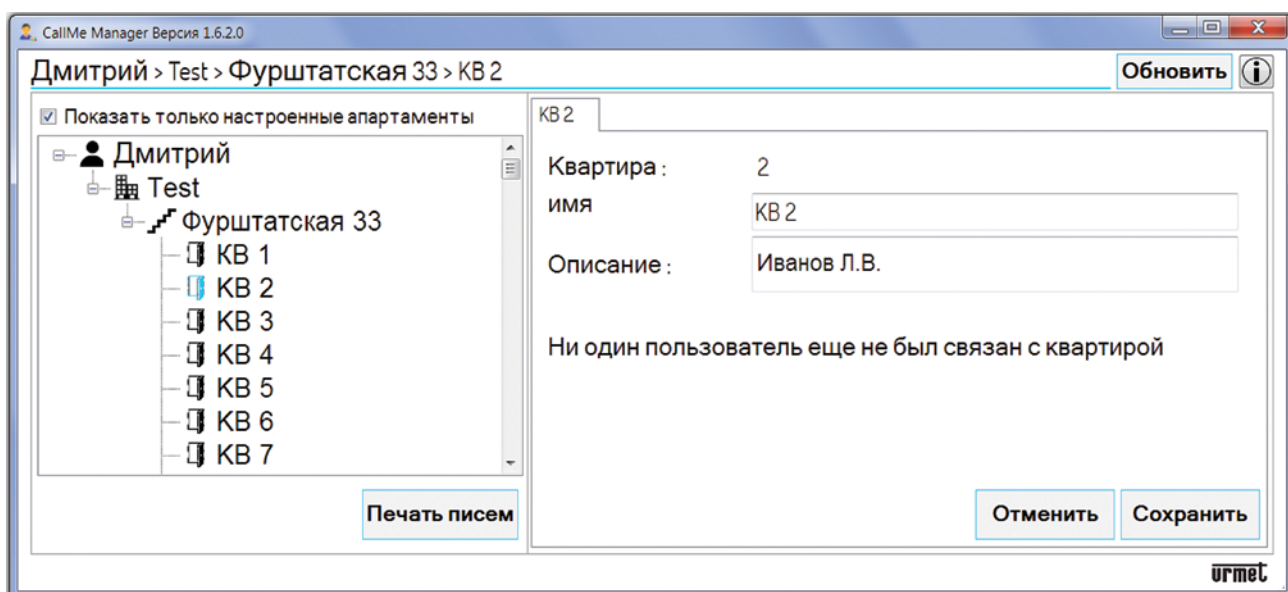 CallMe Manager Версия 1.6.2.0
Дмитрий > Test > Фурштатская 33 > КВ 2
Обновить
Показать только настроенные апартаменты
Дмитрий
Test
Фурштатская 33
КВ 1
КВ 2
КВ 3
КВ 4
КВ 5
КВ 6
КВ 7
Печать писем
КВ 2
Квартира : 2
имя КВ 2
Описание : Иванов Л.В.
Ни один пользователь еще не был связан с квартирой
Отменить Сохранить
urmet